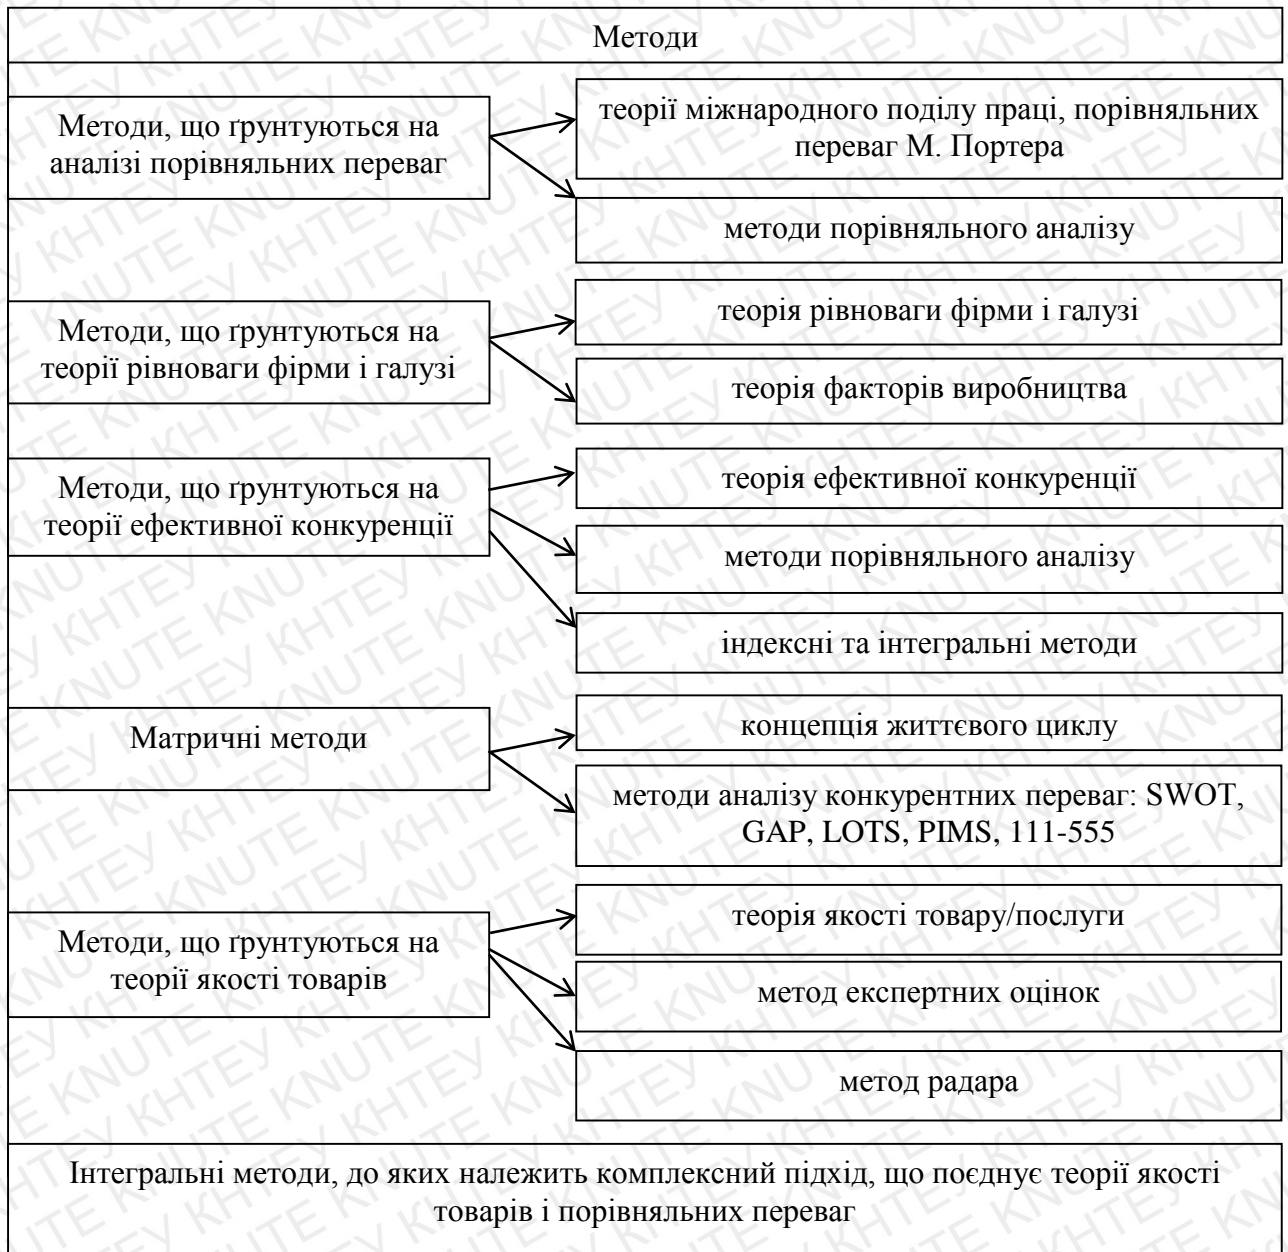 Методи
Методи, що ґрунтуються на
аналізі порівняльних переваг
теорії міжнародного поділу праці, порівняльних
переваг М. Портера
методи порівняльного аналізу
Методи, що ґрунтуються на
теорії рівноваги фірми і галузі
теорія рівноваги фірми і галузі
теорія факторів виробництва
Методи, що ґрунтуються на
теорії ефективної конкуренції
теорія ефективної конкуренції
методи порівняльного аналізу
індексні та інтегральні методи
Матричні методи
концепція життєвого циклу
методи аналізу конкурентних переваг: SWOT,
GAP, LOTS, PIMS, 111-555
Методи, що ґрунтуються на
теорії якості товарів
теорія якості товару/послуги
метод експертних оцінок
метод радара
Інтегральні методи, до яких належить комплексний підхід, що поєднує теорії якості
товарів і порівняльних переваг